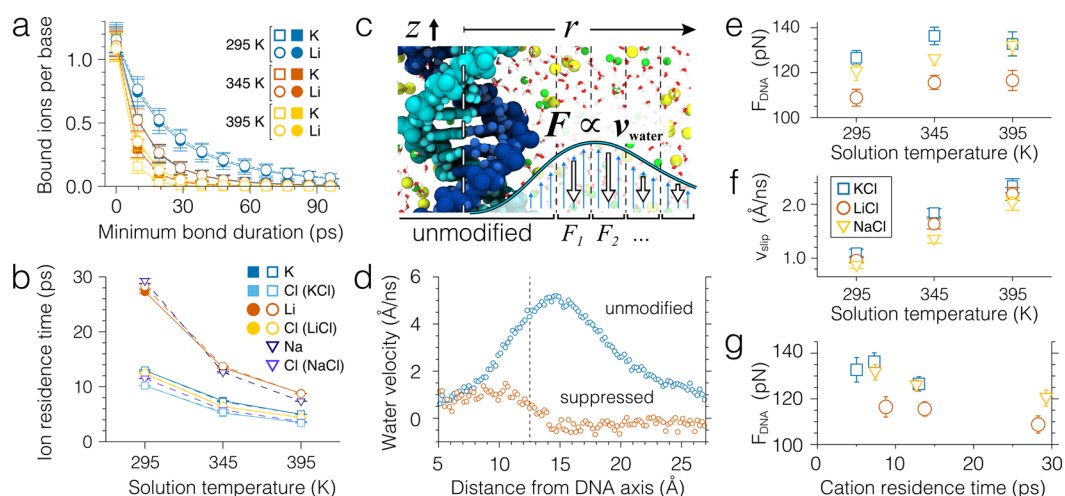 a
Bound ions per base
1.0
0.5
0.0
0
30
60
90
Minimum bond duration (ps)
295 K
K
Li
345 K
K
Li
395 K
K
Li
b
Ion residence time (ps)
30
20
10
0
295
345
395
Solution temperature (K)
K
Cl (KCl)
Li
Cl (LiCl)
Na
Cl (NaCl)
c
z
r
F ∝ vwater
unmodified
F1
F2
...
d
Water velocity (Å/ns)
6
4
2
0
5
10
15
20
25
Distance from DNA axis (Å)
unmodified
suppressed
e
FDNA (pN)
140
120
100
295
345
395
Solution temperature (K)
f
vslip (Å/ns)
2.0
1.0
KCl
LiCl
NaCl
295
345
395
Solution temperature (K)
g
FDNA (pN)
140
120
100
0
10
20
30
Cation residence time (ps)